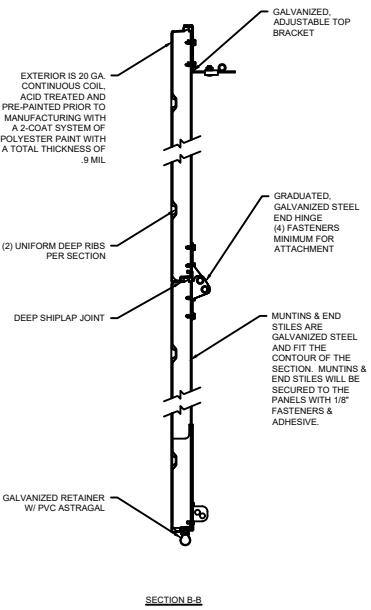 GALVANIZED,
ADJUSTABLE TOP
BRACKET
EXTERIOR IS 20 GA.
CONTINUOUS COIL,
ACID TREATED AND
PRE-PAINTED PRIOR TO
MANUFACTURING WITH
A 2-COAT SYSTEM OF
POLYESTER PAINT WITH
A TOTAL THICKNESS OF
.9 MIL
GRADUATED,
GALVANIZED STEEL
END HINGE
(4) FASTENERS
MINIMUM FOR
ATTACHMENT
(2) UNIFORM DEEP RIBS
PER SECTION
DEEP SHIPLAP JOINT
MUNTINS & END
STILES ARE
GALVANIZED STEEL
AND FIT THE
CONTOUR OF THE
SECTION. MUNTINS &
END STILES WILL BE
SECURED TO THE
PANELS WITH 1/8"
FASTENERS &
ADHESIVE.
GALVANIZED RETAINER
W/ PVC ASTRAGAL
SECTION B-B